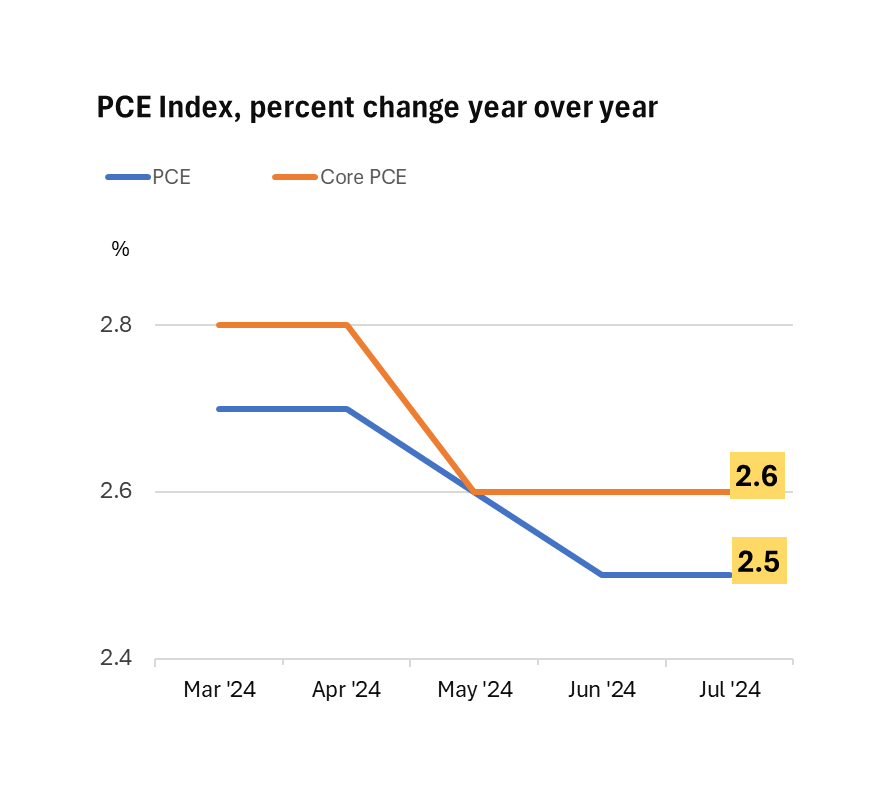 PCE Index, percent change year over year
PCE Core PCE
%
2.8
2.6
2.6
2.5
2.4
Mar '24 Apr '24 May '24 Jun '24 Jul '24